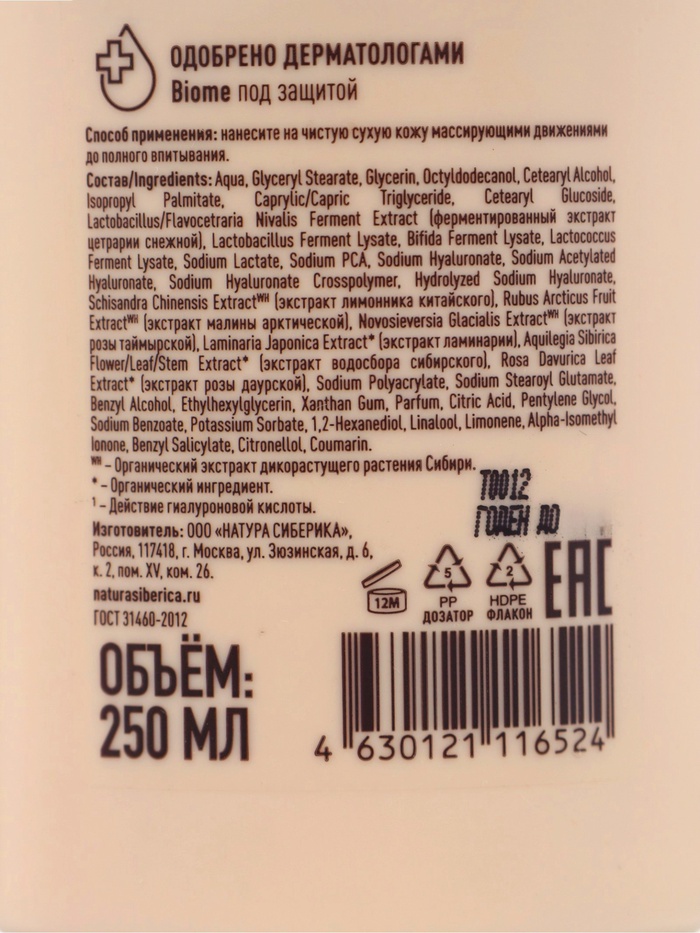 ОДОБРЕНО ДЕРМАТОЛОГАМИ
Biome под защитой
Способ применения: нанесите на чистую сухую кожу массирующими движениями
до полного впитывания.
Состав/Ingredients: Aqua, Glyceryl Stearate, Glycerin, Octyldodecanol, Cetearyl Alcohol,
Isopropyl Palmitate, Caprylic/Capric Triglyceride, Cetearyl Glucoside,
Lactobacillus/Flavocetraria Nivalis Ferment Extract (ферментированный экстракт
цетрарии снежной), Lactobacillus Ferment Lysate, Bifida Ferment Lysate, Lactococcus
Ferment Lysate, Sodium Lactate, Sodium PCA, Sodium Hyaluronate, Sodium Acetylated
Hyaluronate, Sodium Hyaluronate Crosspolymer, Hydrolyzed Sodium Hyaluronate,
Schisandra Chinensis Extractᵂᴴ (экстракт лимонника китайского), Rubus Arcticus Fruit
Extractᵂᴴ (экстракт малины арктической), Novosieversia Glacialis Extractᵂᴴ (экстракт
розы таймырской), Laminaria Japonica Extract* (экстракт ламинарии), Aquilegia Sibirica
Flower/Leaf/Stem Extract* (экстракт водосбора сибирского), Rosa Davurica Leaf
Extract* (экстракт розы даурской), Sodium Polyacrylate, Sodium Stearoyl Glutamate,
Benzyl Alcohol, Ethylhexylglycerin, Xanthan Gum, Parfum, Citric Acid, Pentylene Glycol,
Sodium Benzoate, Potassium Sorbate, 1,2-Hexanediol, Linalool, Limonene, Alpha-Isomethyl
Ionone, Benzyl Salicylate, Citronellol, Coumarin.
ᵂᴴ – Органический экстракт дикорастущего растения Сибири.
* – Органический ингредиент.
¹ – Действие гиалуроновой кислоты.
Т0012
ГОДЕН ДО
Изготовитель: ООО «НАТУРА СИБЕРИКА»,
Россия, 117418, г. Москва, ул. Зюзинская, д. 6,
к. 2, пом. XV, ком. 26.
naturasiberica.ru
ГОСТ 31460-2012
12M
5
PP
ДОЗАТОР
2
HDPE
ФЛАКОН
EAC
ОБЪЁМ:
250 МЛ
4 630121 116524